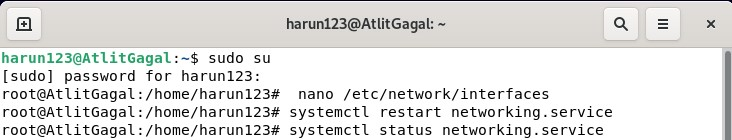 harun123@AtlitGagal: ~
harun123@AtlitGagal:~$ sudo su
[sudo] password for harun123:
root@AtlitGagal:/home/harun123#  nano /etc/network/interfaces
root@AtlitGagal:/home/harun123# systemctl restart networking.service
root@AtlitGagal:/home/harun123# systemctl status networking.service